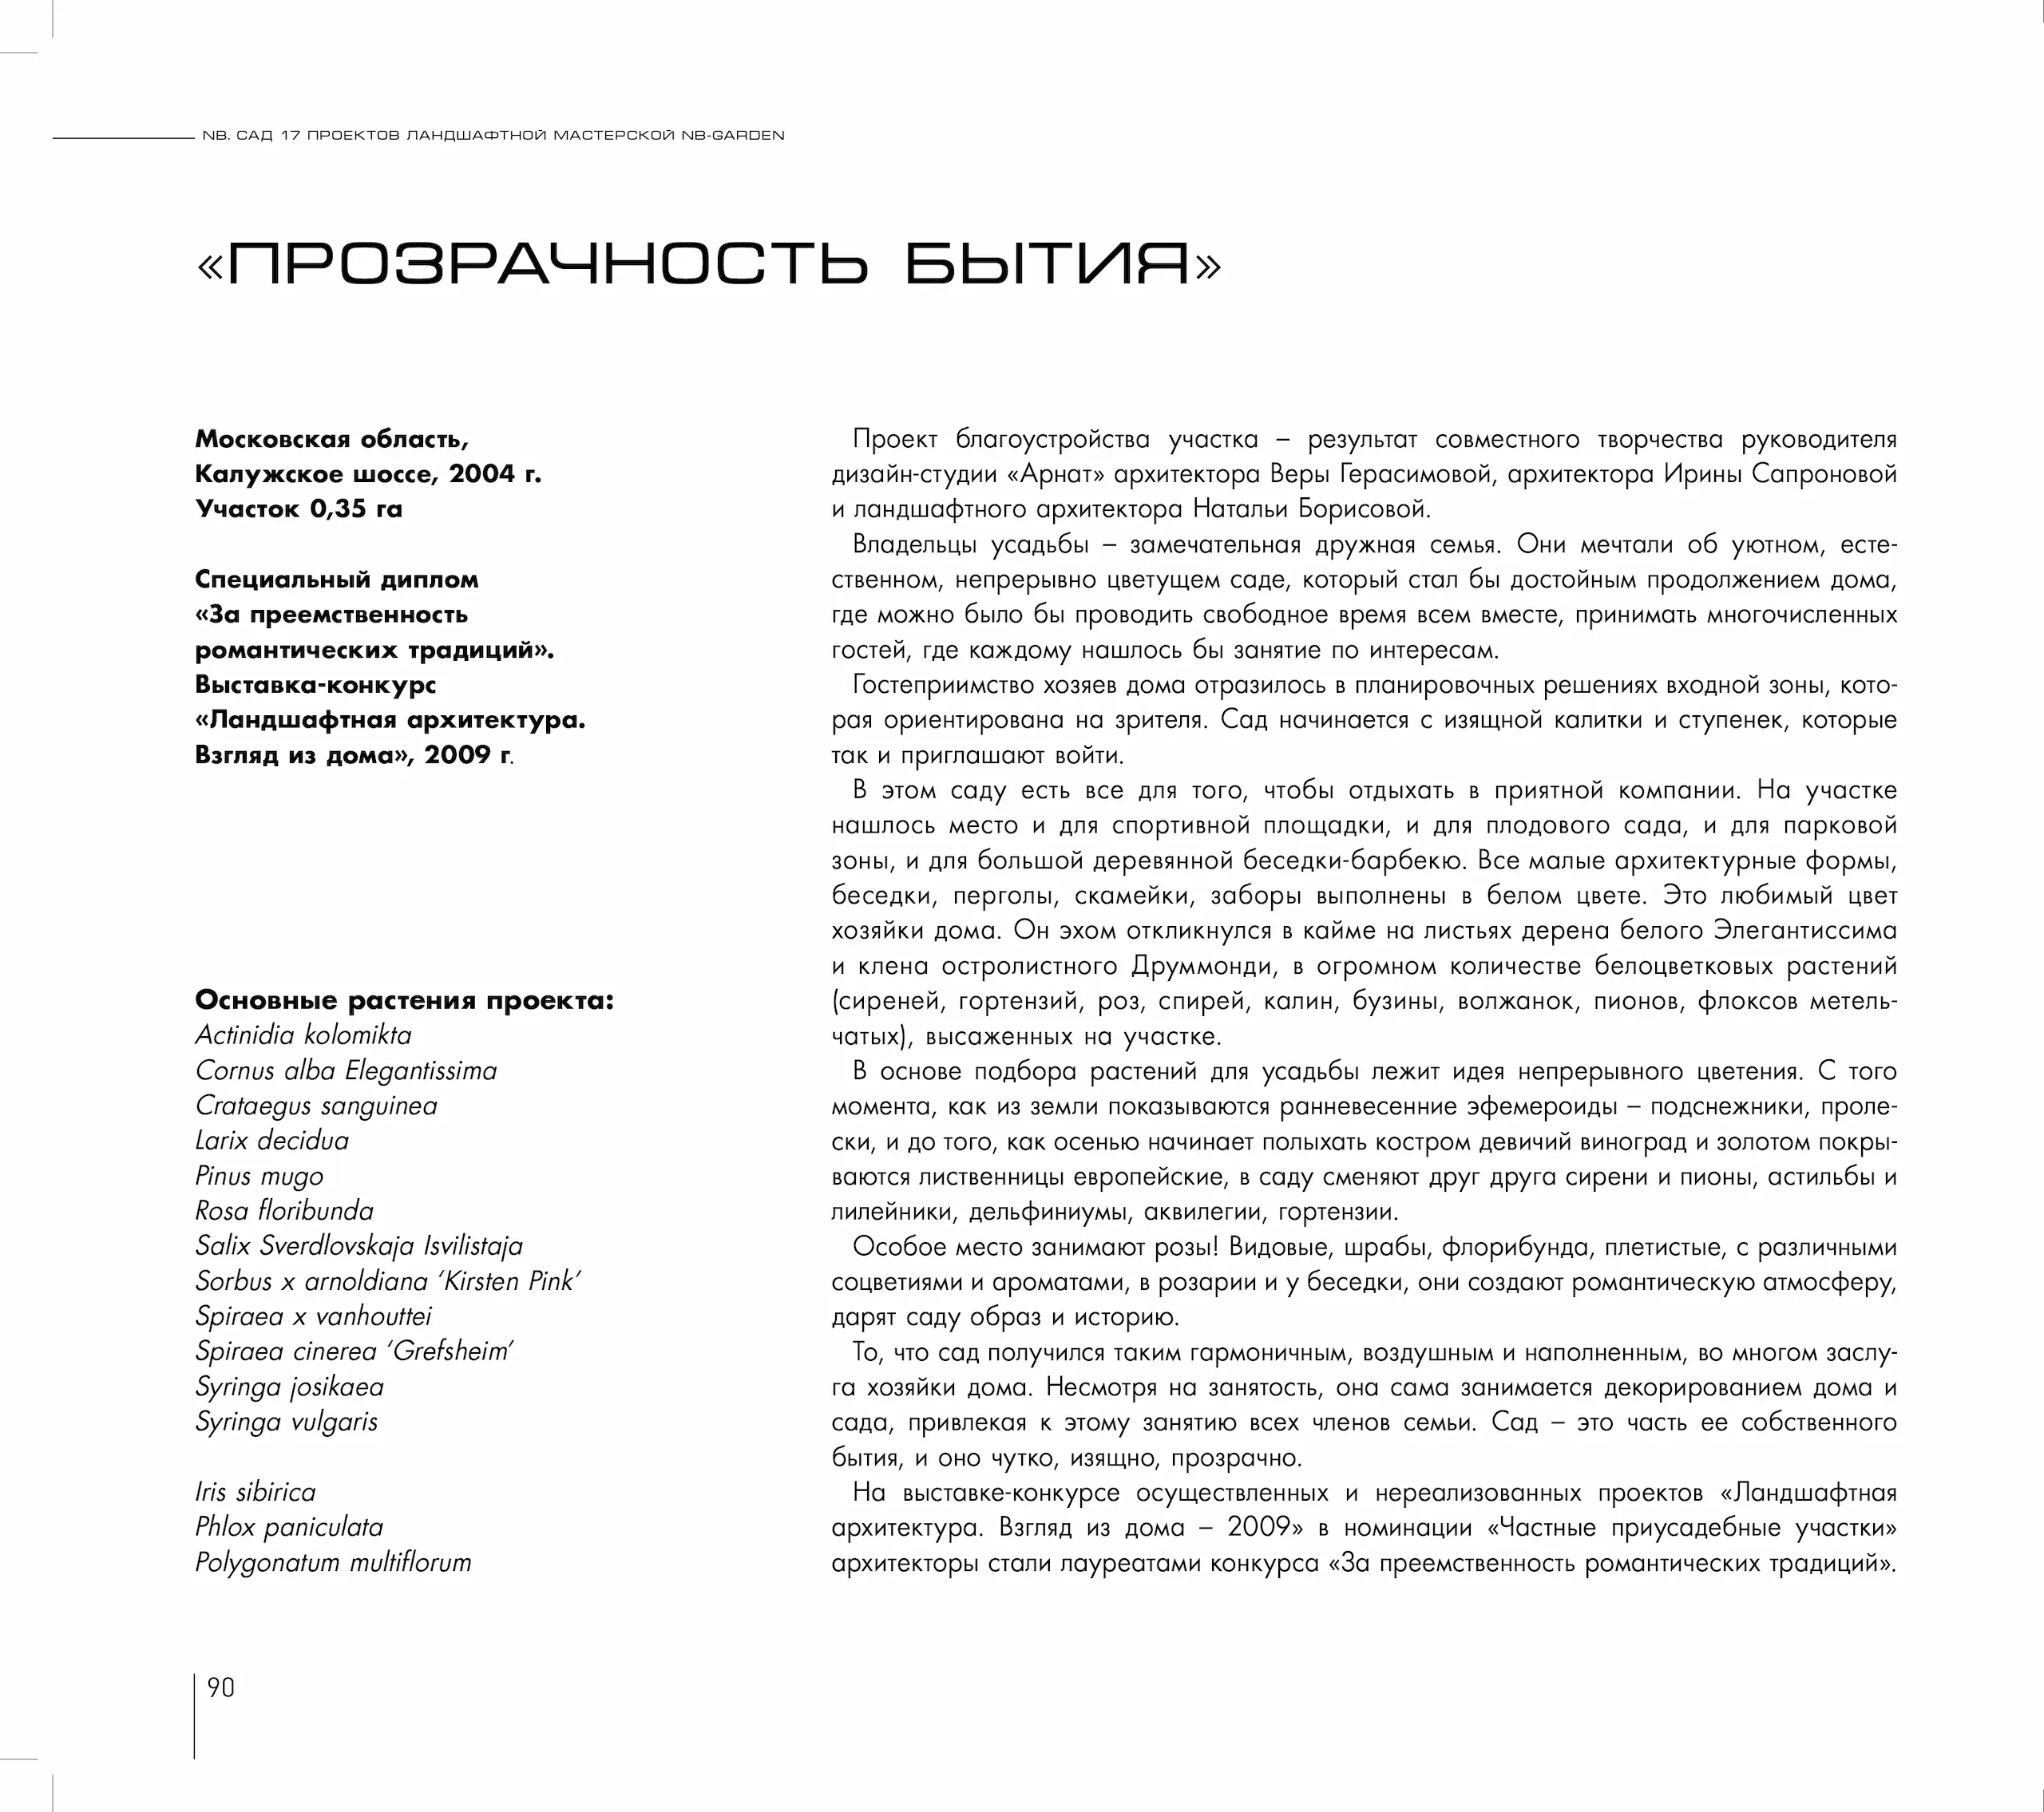 NB. САД 17 ПРОЕКТОВ ЛАНДШАФТНОЙ МАСТЕРСКОЙ NB-GARDEN
«ПРОЗРАЧНОСТЬ БЫТИЯ»
Московская область,
Калужское шоссе, 2004 г.
Участок 0,35 га
Специальный диплом
«За преемственность
романтических традиций».
Выставка-конкурс
«Ландшафтная архитектура.
Взгляд из дома», 2009 г.
Основные растения проекта:
Actinidia kolomikta
Cornus alba Elegantissima
Crataegus sanguinea
Larix decidua
Pinus mugo
Rosa floribunda
Salix Sverdlovskaja Isvilistaja
Sorbus x arnoldiana ‘Kirsten Pink’
Spiraea x vanhouttei
Spiraea cinerea ‘Grefsheim’
Syringa josikaea
Syringa vulgaris
Iris sibirica
Phlox paniculata
Polygonatum multiflorum
Проект благоустройства участка – результат совместного творчества руководителя
дизайн-студии «Арнат» архитектора Веры Герасимовой, архитектора Ирины Сапроновой
и ландшафтного архитектора Натальи Борисовой.
Владельцы усадьбы – замечательная дружная семья. Они мечтали об уютном, есте-
ственном, непрерывно цветущем саде, который стал бы достойным продолжением дома,
где можно было бы проводить свободное время всем вместе, принимать многочисленных
гостей, где каждому нашлось бы занятие по интересам.
Гостеприимство хозяев дома отразилось в планировочных решениях входной зоны, кото-
рая ориентирована на зрителя. Сад начинается с изящной калитки и ступенек, которые
так и приглашают войти.
В этом саду есть все для того, чтобы отдыхать в приятной компании. На участке
нашлось место и для спортивной площадки, и для плодового сада, и для парковой
зоны, и для большой деревянной беседки-барбекю. Все малые архитектурные формы,
беседки, перголы, скамейки, заборы выполнены в белом цвете. Это любимый цвет
хозяйки дома. Он эхом откликнулся в кайме на листьях дерена белого Элегантиссима
и клена остролистного Друммонди, в огромном количестве белоцветковых растений
(сиреней, гортензий, роз, спирей, калин, бузины, волжанок, пионов, флоксов метель-
чатых), высаженных на участке.
В основе подбора растений для усадьбы лежит идея непрерывного цветения. С того
момента, как из земли показываются ранневесенние эфемероиды – подснежники, проле-
ски, и до того, как осенью начинает полыхать костром девичий виноград и золотом покры-
ваются лиственницы европейские, в саду сменяют друг друга сирени и пионы, астильбы и
лилейники, дельфиниумы, аквилегии, гортензии.
Особое место занимают розы! Видовые, шрабы, флорибунда, плетистые, с различными
соцветиями и ароматами, в розарии и у беседки, они создают романтическую атмосферу,
дарят саду образ и историю.
То, что сад получился таким гармоничным, воздушным и наполненным, во многом заслу-
га хозяйки дома. Несмотря на занятость, она сама занимается декорированием дома и
сада, привлекая к этому занятию всех членов семьи. Сад – это часть ее собственного
бытия, и оно чутко, изящно, прозрачно.
На выставке-конкурсе осуществленных и нереализованных проектов «Ландшафтная
архитектура. Взгляд из дома – 2009» в номинации «Частные приусадебные участки»
архитекторы стали лауреатами конкурса «За преемственность романтических традиций».
90